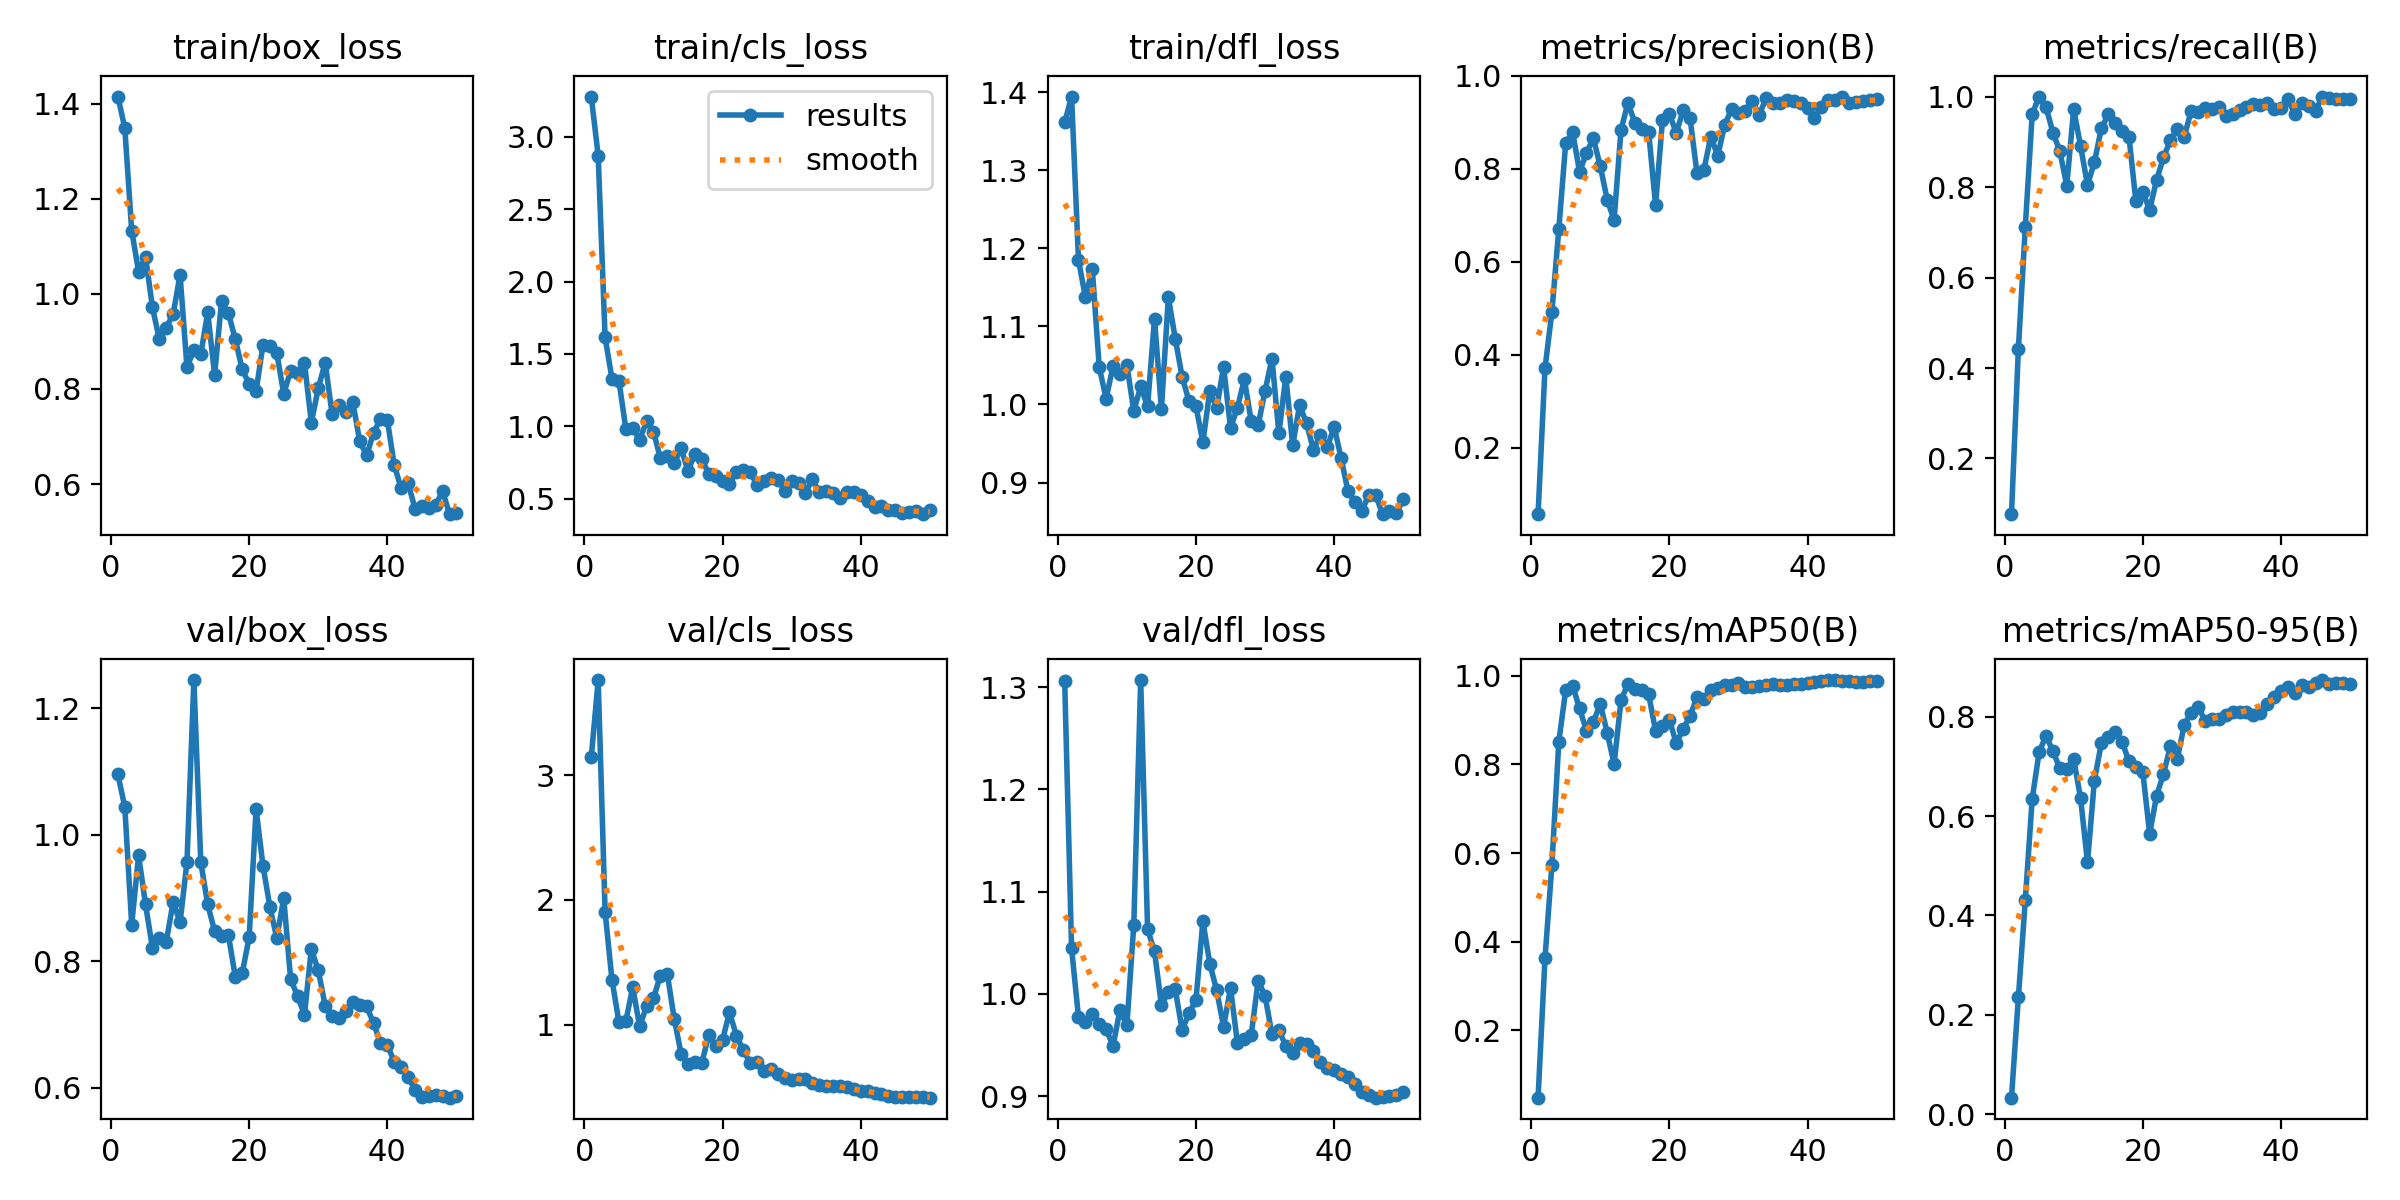 train/box_loss
1.4
1.2
1.0
0.8
0.6
0 20 40
train/cls_loss
results
smooth
3.0
2.5
2.0
1.5
1.0
0.5
0 20 40
train/dfl_loss
1.4
1.3
1.2
1.1
1.0
0.9
0 20 40
metrics/precision(B)
1.0
0.8
0.6
0.4
0.2
0 20 40
metrics/recall(B)
1.0
0.8
0.6
0.4
0.2
0 20 40
val/box_loss
1.2
1.0
0.8
0.6
0 20 40
val/cls_loss
3
2
1
0 20 40
val/dfl_loss
1.3
1.2
1.1
1.0
0.9
0 20 40
metrics/mAP50(B)
1.0
0.8
0.6
0.4
0.2
0 20 40
metrics/mAP50-95(B)
0.8
0.6
0.4
0.2
0.0
0 20 40